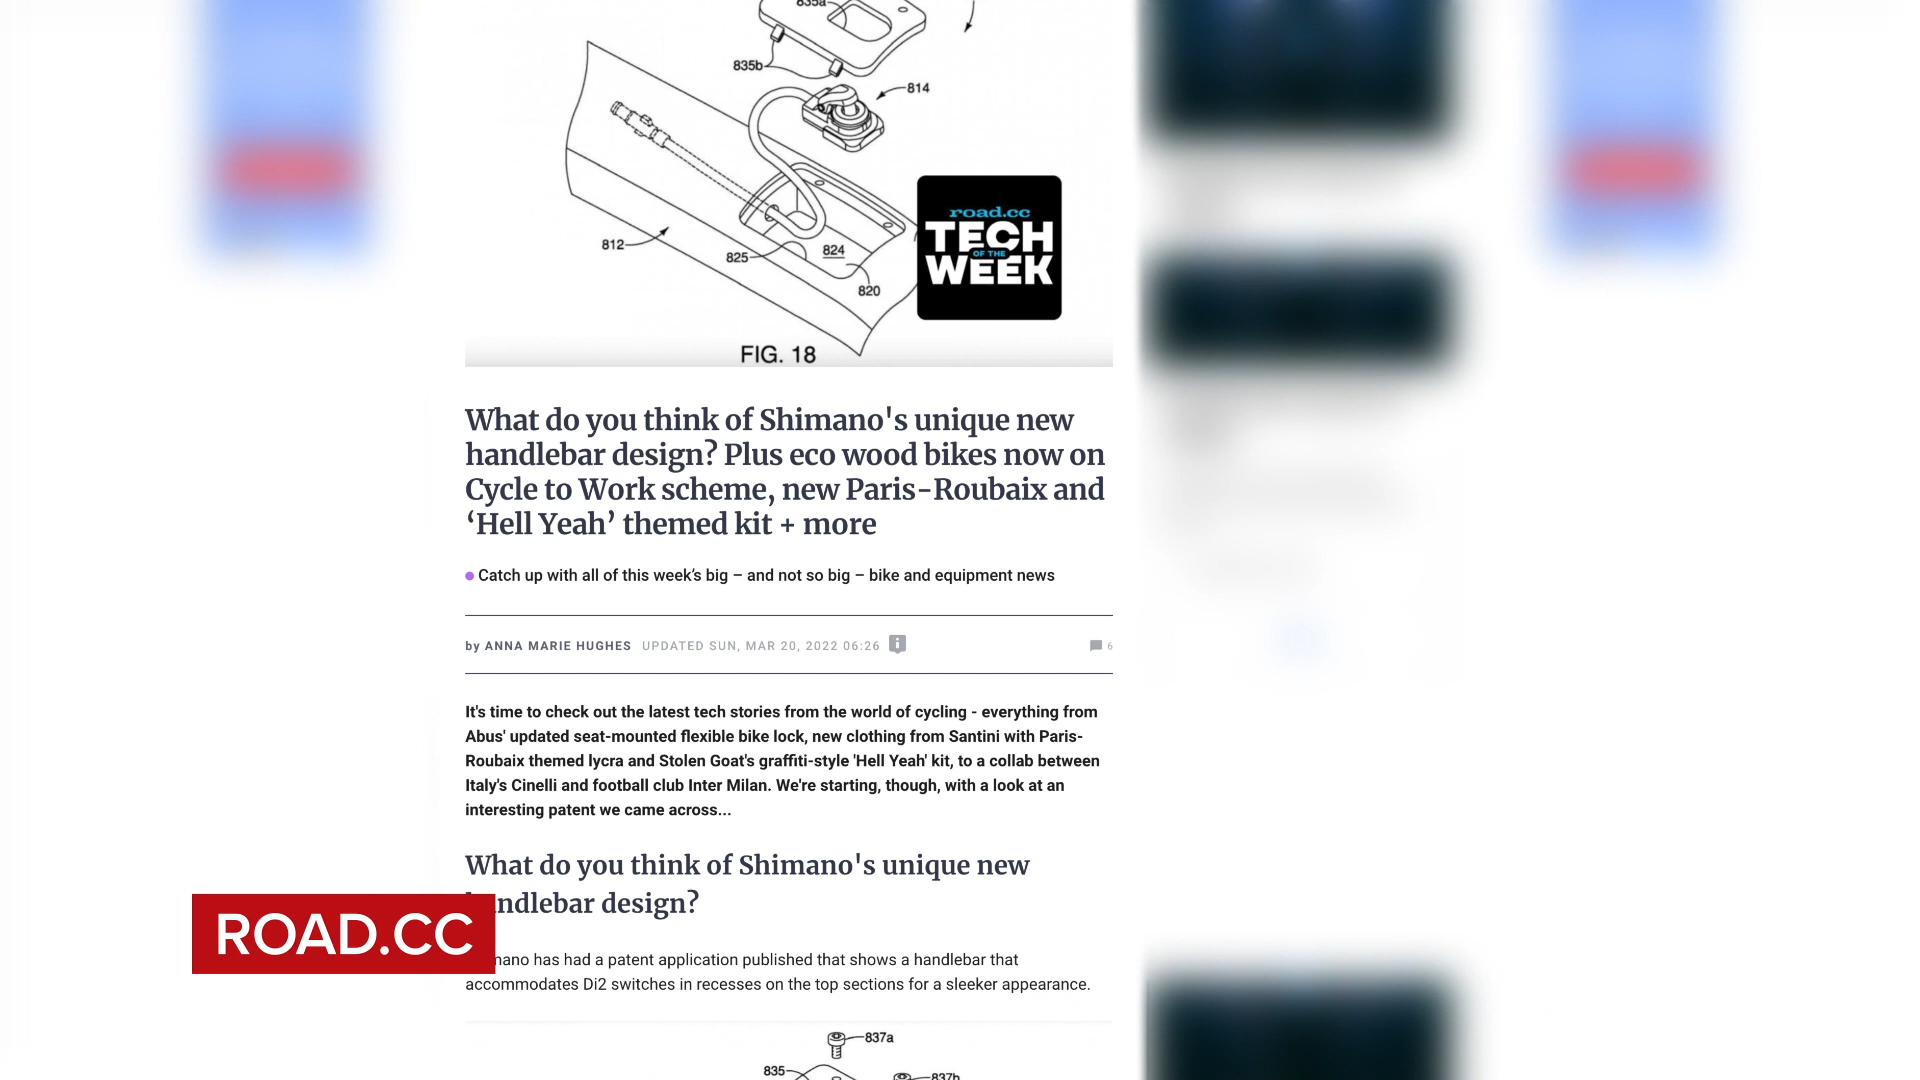 835a
835b
814
812
825
824
820
road.cc
TECH
OF THE
WEEK
FIG. 18
What do you think of Shimano's unique new
handlebar design? Plus eco wood bikes now on
Cycle to Work scheme, new Paris-Roubaix and
‘Hell Yeah’ themed kit + more
Catch up with all of this week’s big – and not so big – bike and equipment news
by ANNA MARIE HUGHES UPDATED SUN, MAR 20, 2022 06:26
6
It's time to check out the latest tech stories from the world of cycling - everything from
Abus' updated seat-mounted flexible bike lock, new clothing from Santini with Paris-
Roubaix themed lycra and Stolen Goat's graffiti-style 'Hell Yeah' kit, to a collab between
Italy's Cinelli and football club Inter Milan. We're starting, though, with a look at an
interesting patent we came across...
What do you think of Shimano's unique new
ndlebar design?
ROAD.CC
mano has had a patent application published that shows a handlebar that
accommodates Di2 switches in recesses on the top sections for a sleeker appearance.
837a
835
837b